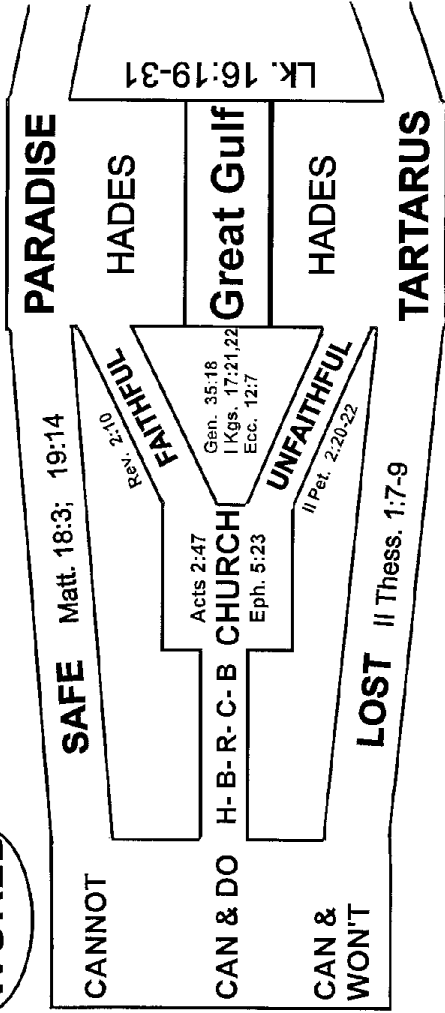 CANNOT
CAN & DO
CAN &
WON'T
SAFE Matt. 18:3; 19:14
H- B- R- C- B
Acts 2:47
CHURCH
Eph. 5:23
LOST II Thess. 1:7-9
Rev. 2:10
FAITHFUL
Gen. 35:18
I Kgs. 17:21,22
Ecc. 12:7
UNFAITHFUL
II Pet. 2:20-22
PARADISE
HADES
Great Gulf
HADES
TARTARUS
Lk. 16:19-31